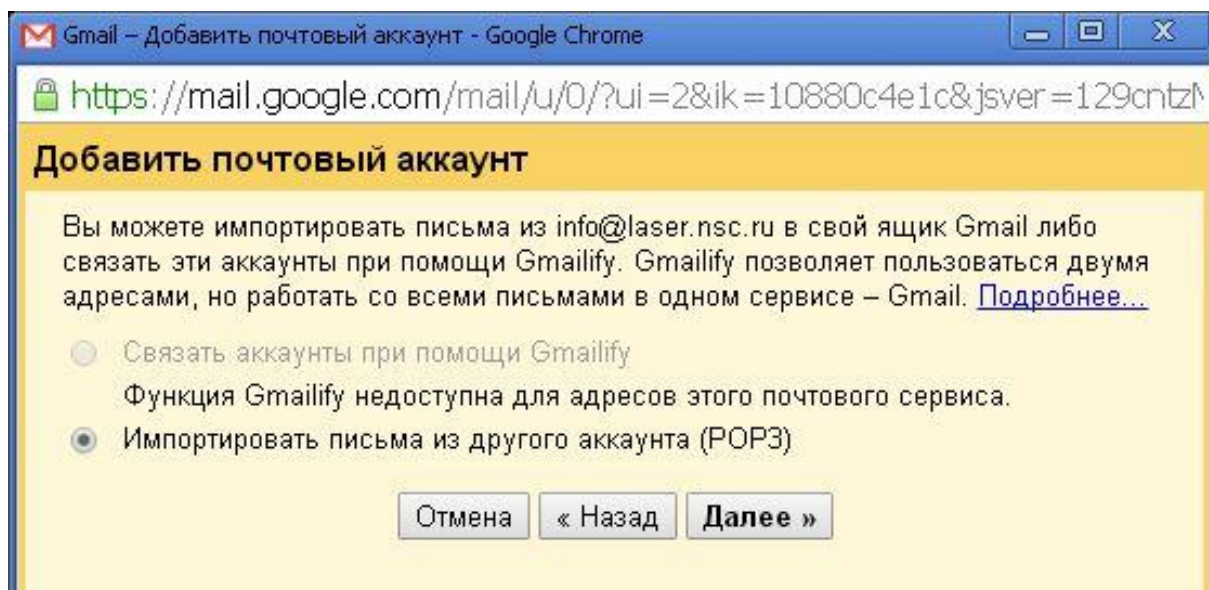 Gmail – Добавить почтовый аккаунт - Google Chrome
https://mail.google.com/mail/u/0/?ui=2&ik=10880c4e1c&jsver=129cntzM
Добавить почтовый аккаунт
Вы можете импортировать письма из info@laser.nsc.ru в свой ящик Gmail либо
связать эти аккаунты при помощи Gmailify. Gmailify позволяет пользоваться двумя
адресами, но работать со всеми письмами в одном сервисе – Gmail. Подробнее...
Связать аккаунты при помощи Gmailify
Функция Gmailify недоступна для адресов этого почтового сервиса.
Импортировать письма из другого аккаунта (POP3)
Отмена « Назад Далее »